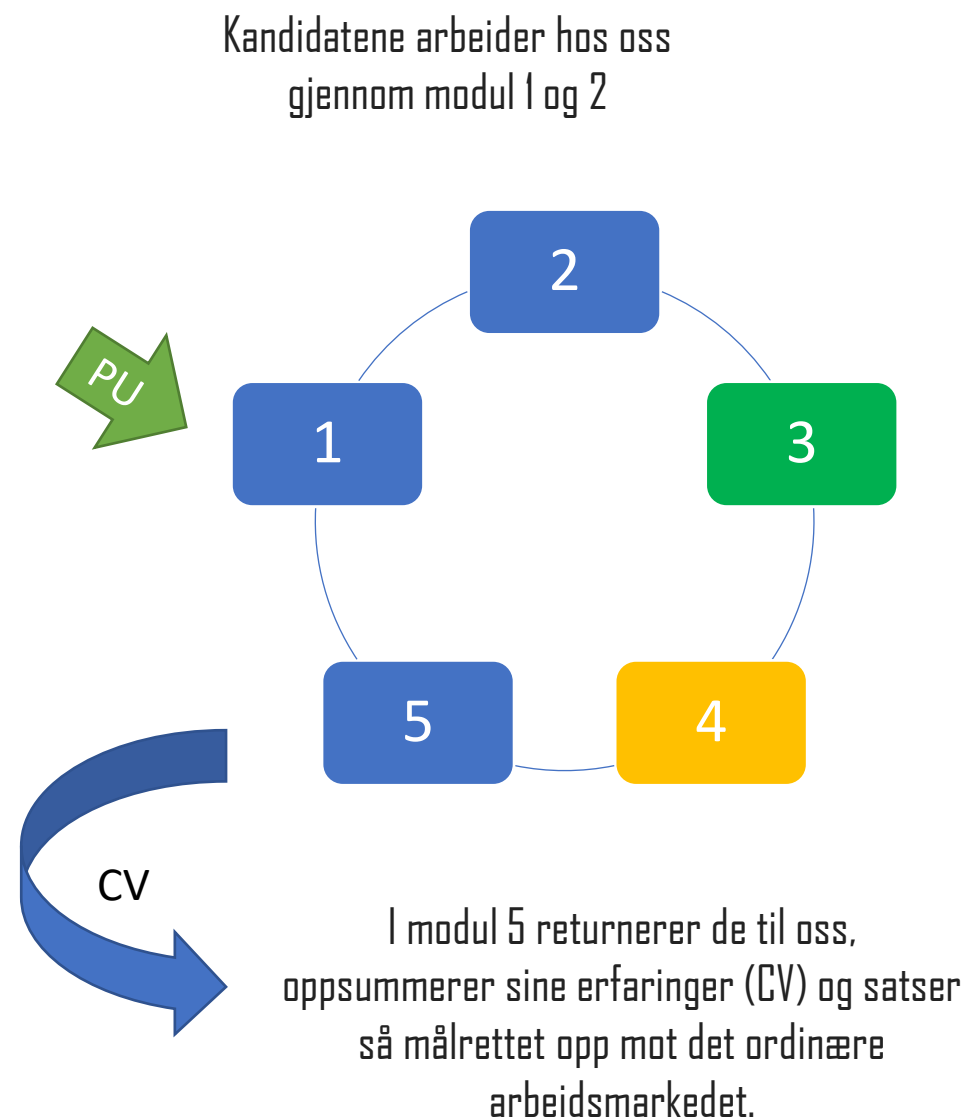 Kandidatene arbeider hos oss
gjennom modul 1 og 2
2
PU
1
3
5
4
CV
I modul 5 returnerer de til oss,
oppsummerer sine erfaringer (CV) og satser
så målrettet opp mot det ordinære
arbeidsmarkedet.